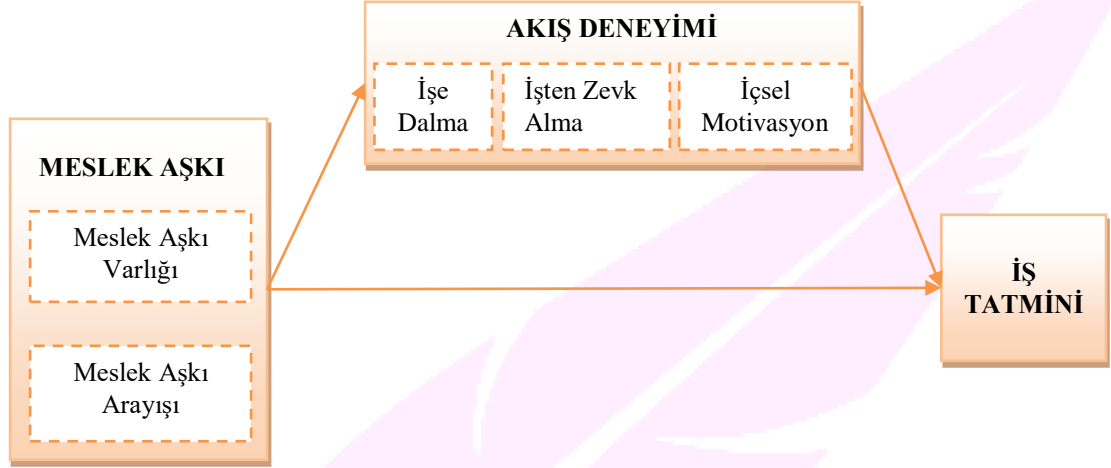 AKIŞ DENEYİMİ
İşe
Dalma
İşten Zevk
Alma
İçsel
Motivasyon
MESLEK AŞKI
Meslek Aşkı
Varlığı
Meslek Aşkı
Arayışı
İŞ
TATMİNİ